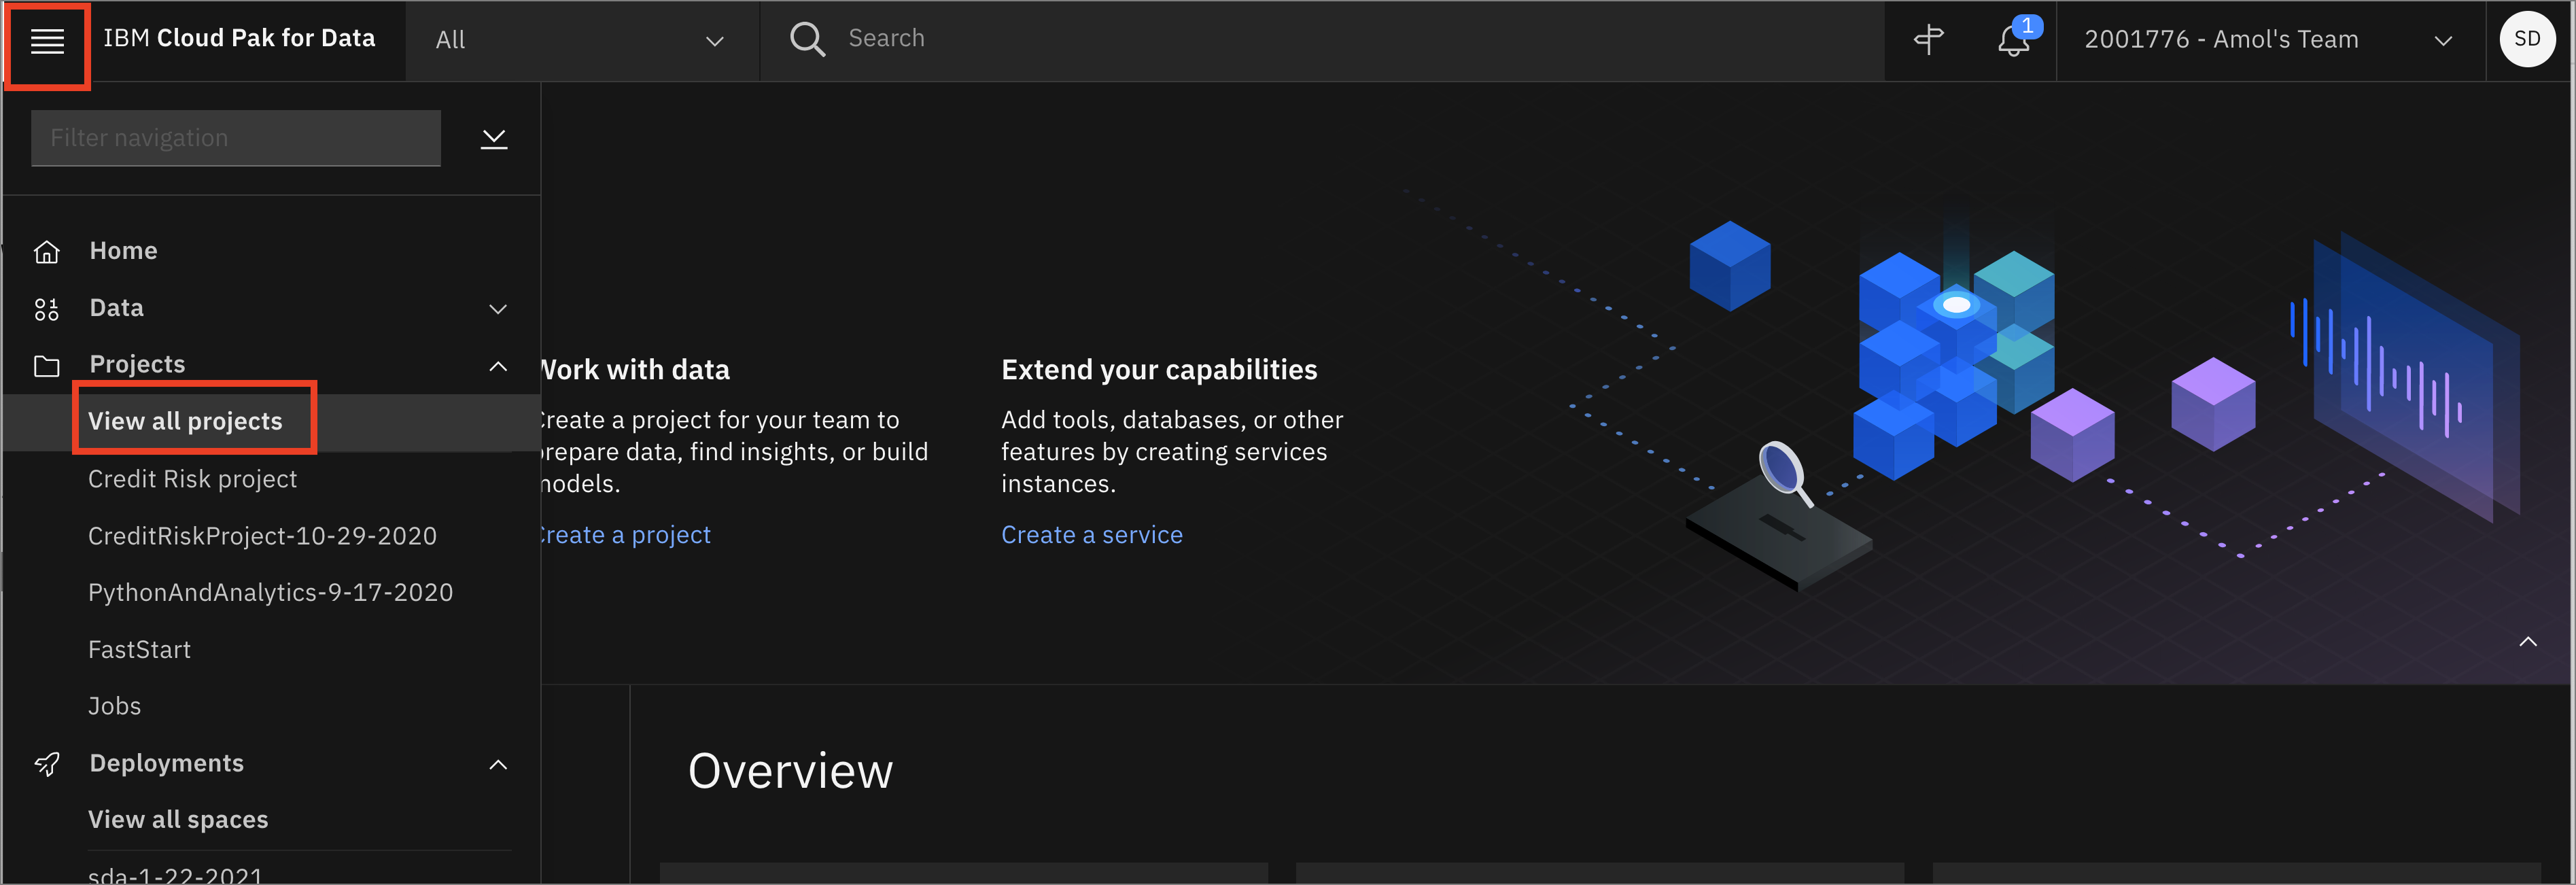 IBM Cloud Pak for Data
All
Search
1
2001776 - Amol's Team
SD
Filter navigation
Home
Data
Projects
View all projects
Credit Risk project
CreditRiskProject-10-29-2020
PythonAndAnalytics-9-17-2020
FastStart
Jobs
Deployments
View all spaces
sda-1-22-2021
Work with data
Create a project for your team to
prepare data, find insights, or build
models.
Create a project
Extend your capabilities
Add tools, databases, or other
features by creating services
instances.
Create a service
Overview